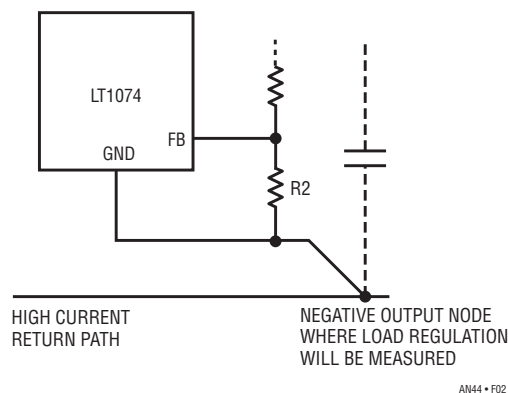 LT1074
FB
GND
R2
HIGH CURRENT
RETURN PATH
NEGATIVE OUTPUT NODE
WHERE LOAD REGULATION
WILL BE MEASURED
AN44 • F02